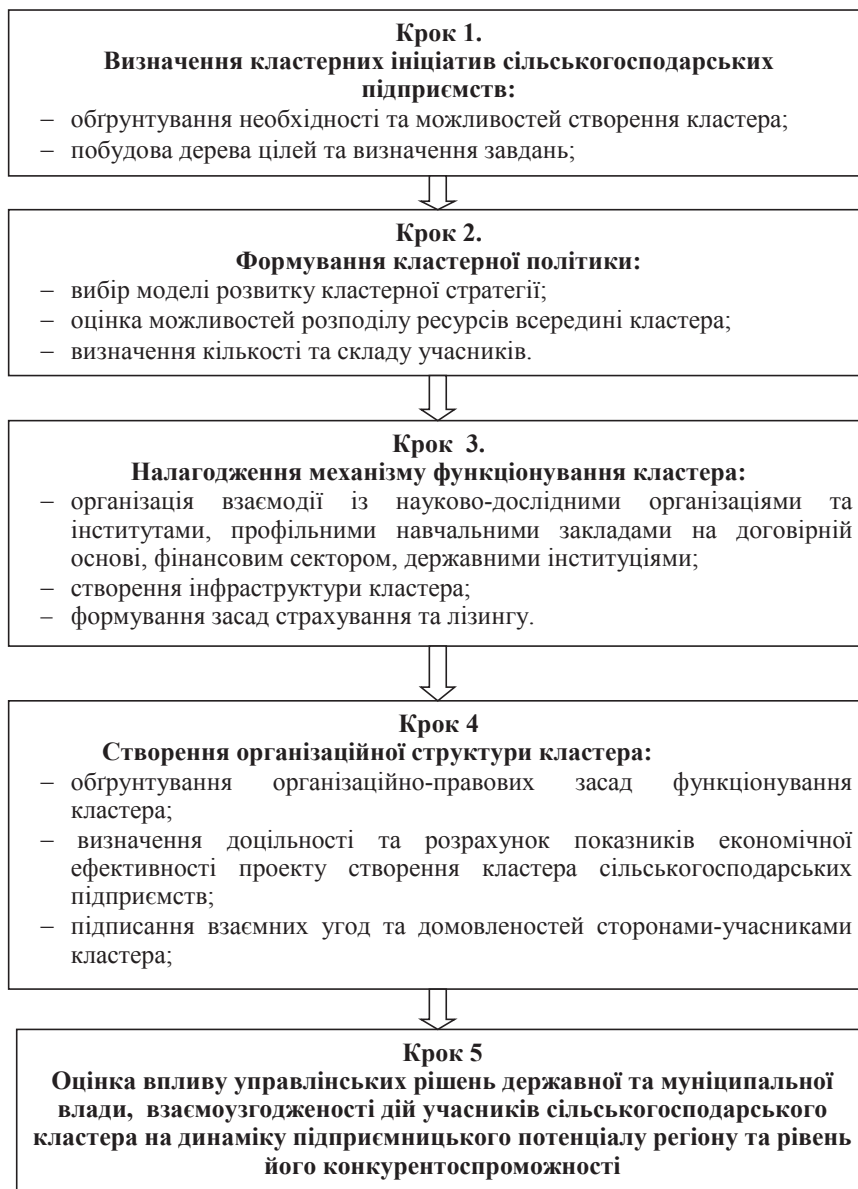 Крок 1.
Визначення кластерних ініціатив сільськогосподарських
підприємств:
– обґрунтування необхідності та можливостей створення кластера;
– побудова дерева цілей та визначення завдань;
Крок 2.
Формування кластерної політики:
– вибір моделі розвитку кластерної стратегії;
– оцінка можливостей розподілу ресурсів всередині кластера;
– визначення кількості та складу учасників.
Крок 3.
Налагодження механізму функціонування кластера:
– організація взаємодії із науково-дослідними організаціями та
інститутами, профільними навчальними закладами на договірній
основі, фінансовим сектором, державними інституціями;
– створення інфраструктури кластера;
– формування засад страхування та лізингу.
Крок 4
Створення організаційної структури кластера:
– обґрунтування організаційно-правових засад функціонування
кластера;
– визначення доцільності та розрахунок показників економічної
ефективності проекту створення кластера сільськогосподарських
підприємств;
– підписання взаємних угод та домовленостей сторонами-учасниками
кластера;
Крок 5
Оцінка впливу управлінських рішень державної та муніципальної
влади, взаємоузгодженості дій учасників сільськогосподарського
кластера на динаміку підприємницького потенціалу регіону та рівень
його конкурентоспроможності